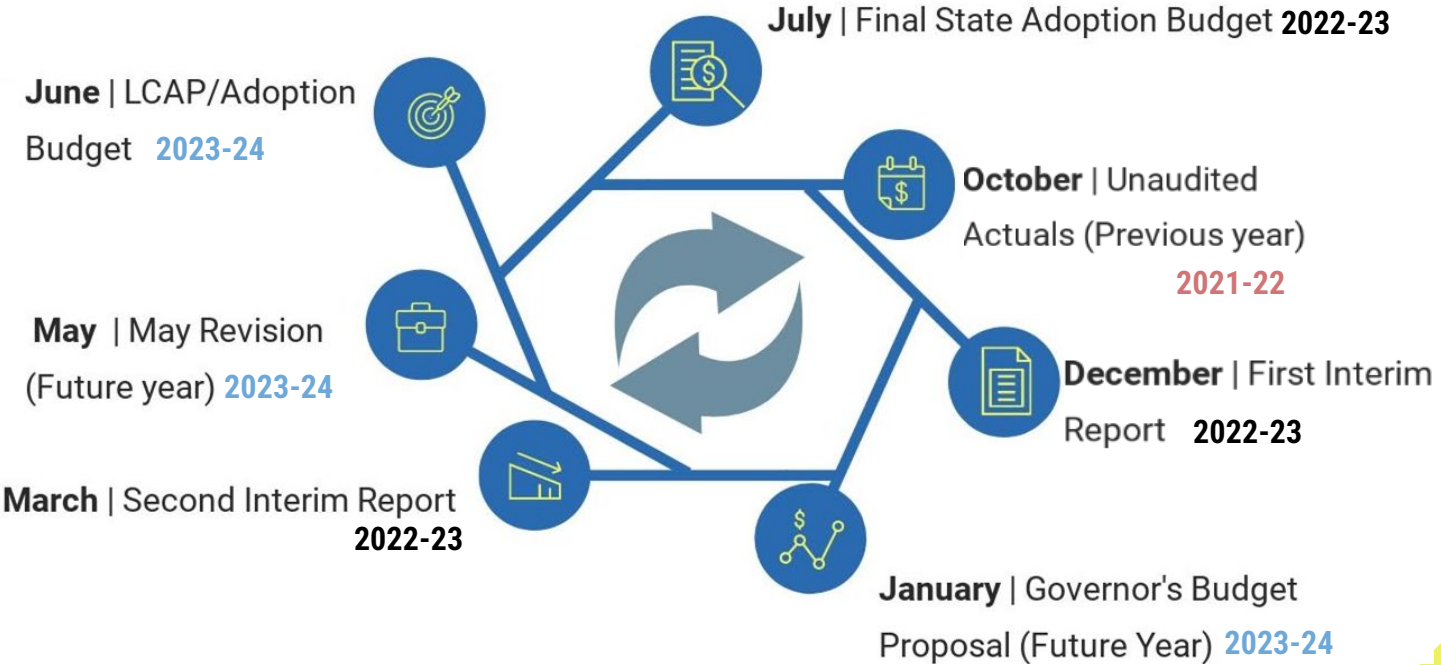 July | Final State Adoption Budget 2022-23
October | Unaudited
Actuals (Previous year)
2021-22
December | First Interim
Report 2022-23
January | Governor's Budget
Proposal (Future Year) 2023-24
March | Second Interim Report
2022-23
May | May Revision
(Future year) 2023-24
June | LCAP/Adoption
Budget 2023-24
$
$
$